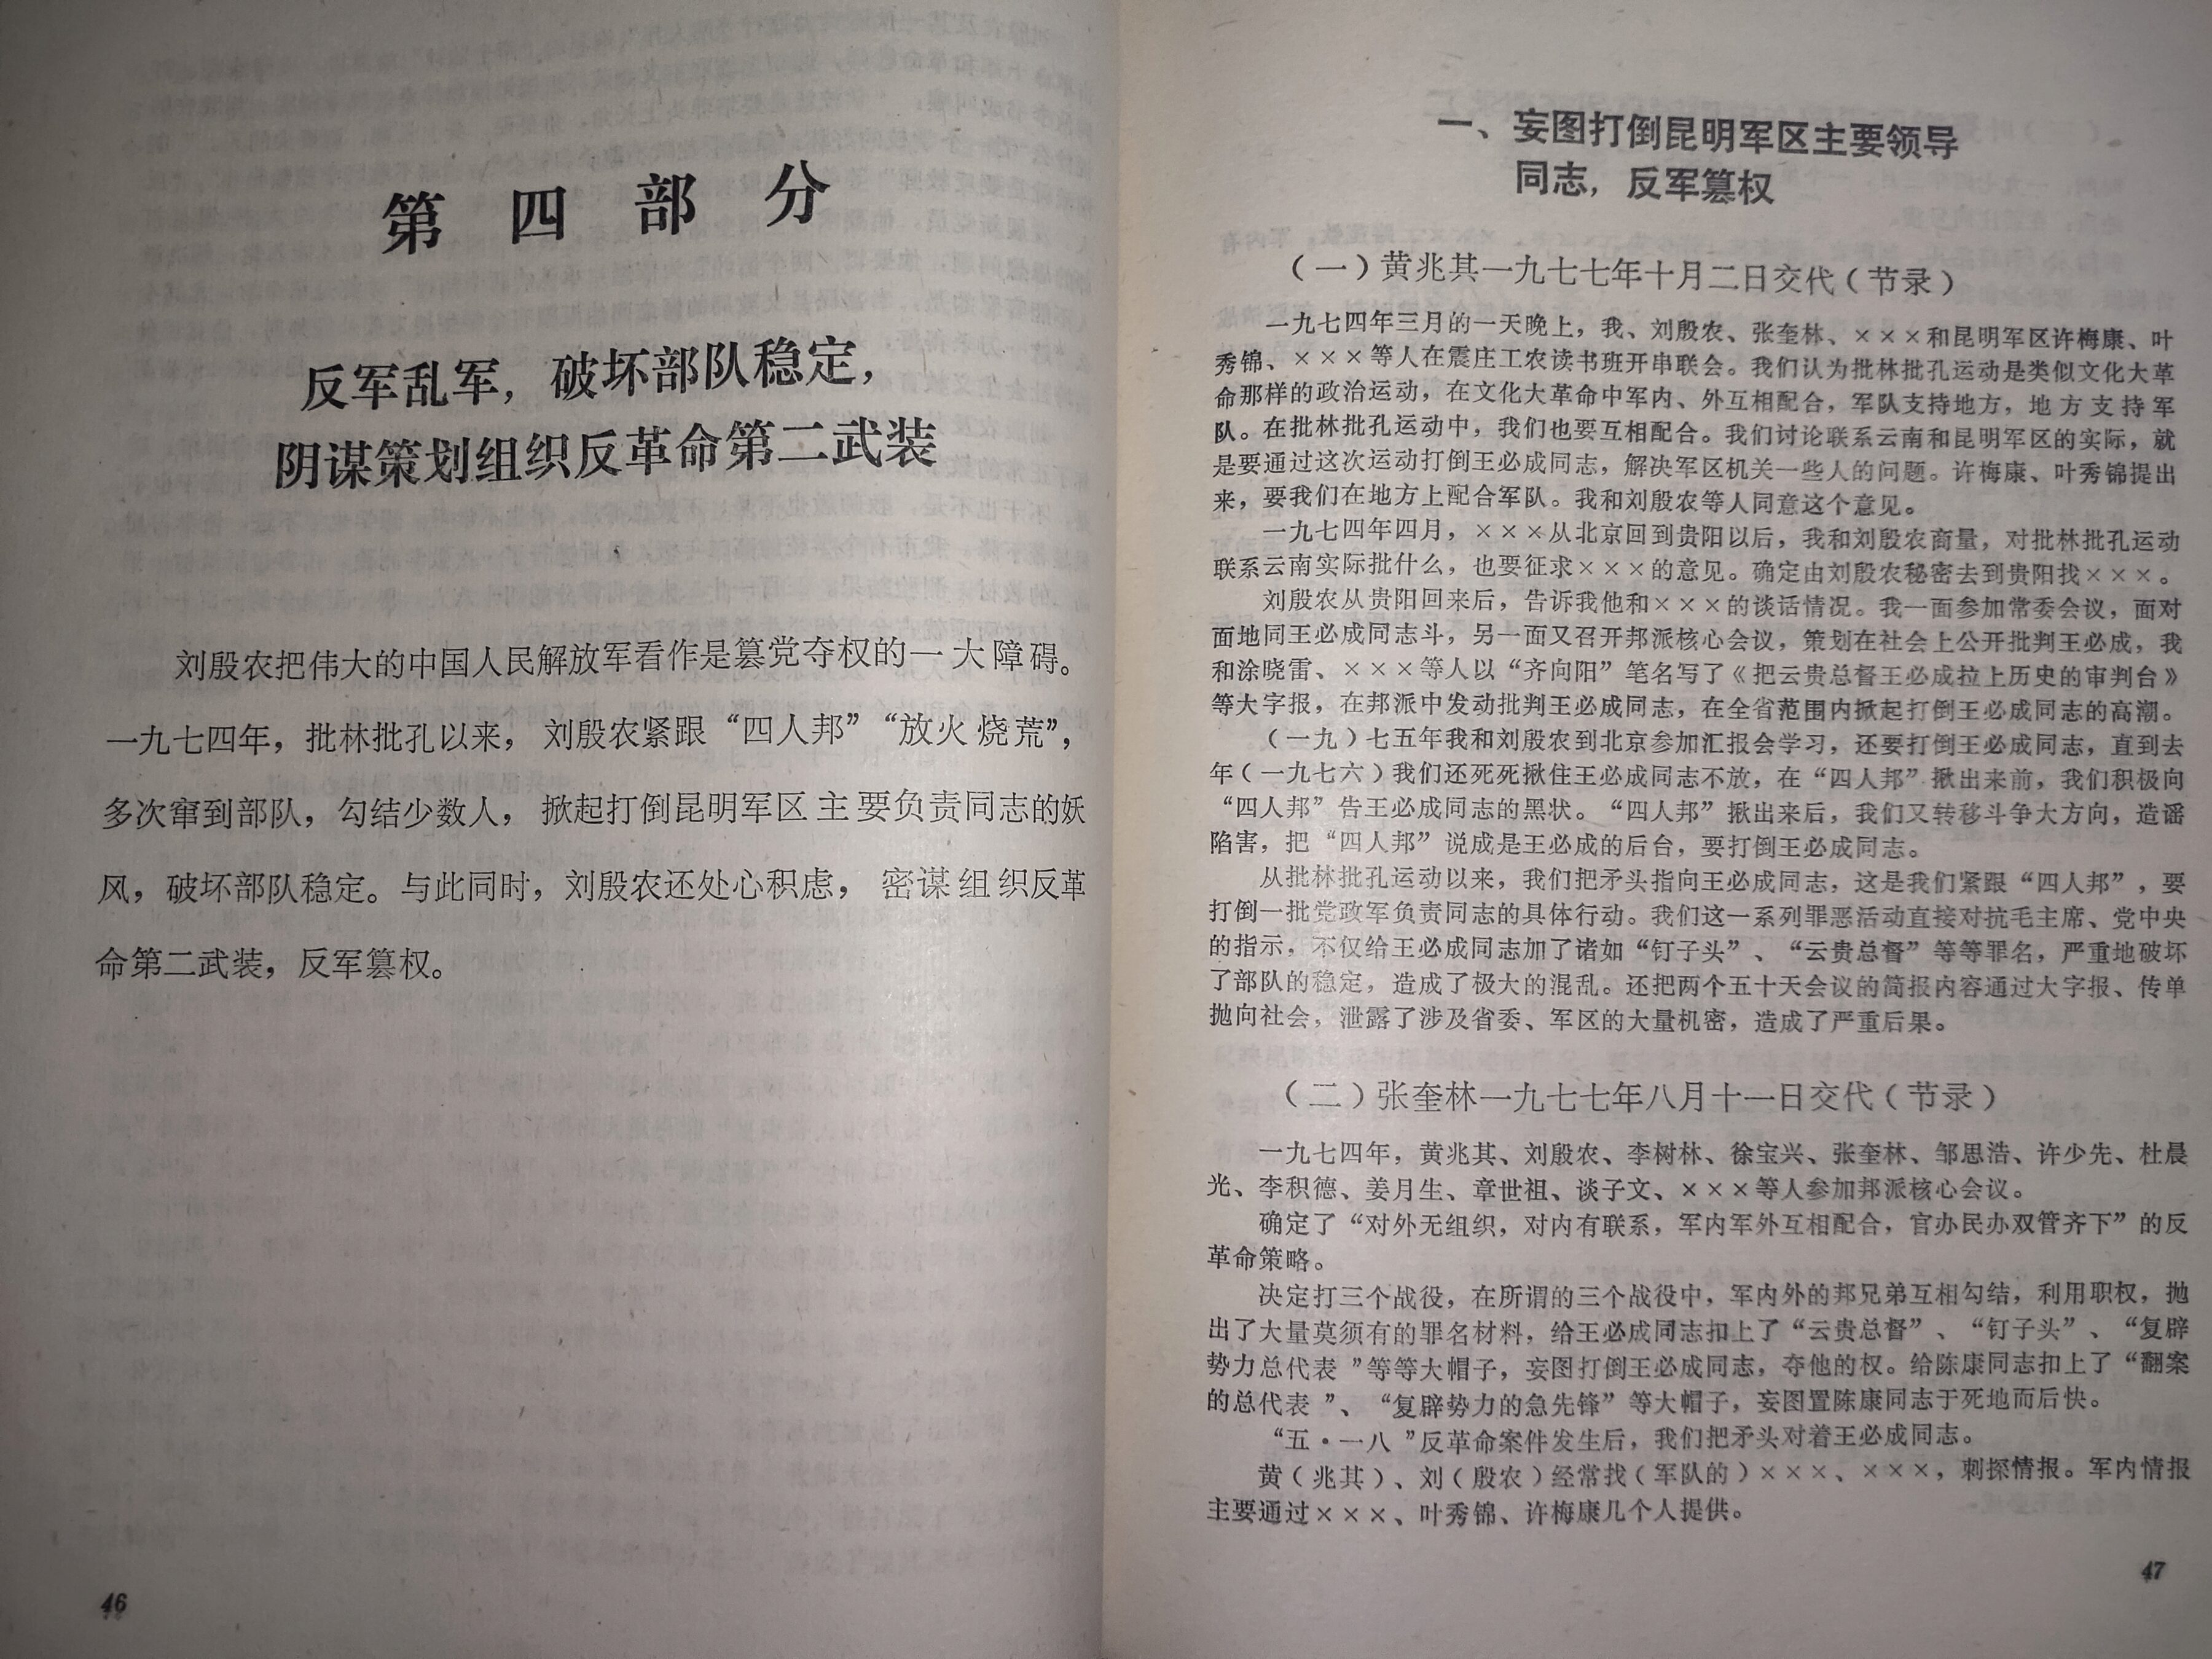 第四部分
反军乱军，破坏部队稳定，
阴谋策划组织反革命第二武装
刘殷农把伟大的中国人民解放军看作是篡党夺权的一大障碍。
一九七四年，批林批孔以来，刘殷农紧跟“四人邦”“放火烧荒”，
多次窜到部队，勾结少数人，掀起打倒昆明军区主要负责同志的妖
风，破坏部队稳定。与此同时，刘殷农还处心积虑，密谋组织反革
命第二武装，反军篡权。
46
一、妄图打倒昆明军区主要领导
同志，反军篡权
（一）黄兆其一九七七年十月二日交代（节录）
一九七四年三月的一天晚上，我、刘殷农、张奎林、×××和昆明军区许梅康、叶
秀锦、×××等人在震庄工农读书班开串联会。我们认为批林批孔运动是类似文化大革
命那样的政治运动，在文化大革命中军内、外互相配合，军队支持地方，地方支持军
队。在批林批孔运动中，我们也要互相配合。我们讨论联系云南和昆明军区的实际，就
是要通过这次运动打倒王必成同志，解决军区机关一些人的问题。许梅康、叶秀锦提出
来，要我们在地方上配合军队。我和刘殷农等人同意这个意见。
一九七四年四月，×××从北京回到贵阳以后，我和刘殷农商量，对批林批孔运动
联系云南实际批什么，也要征求×××的意见。确定由刘殷农秘密去到贵阳找×××。
刘殷农从贵阳回来后，告诉我他和×××的谈话情况。我一面参加常委会议，面对
面地同王必成同志斗，另一面又召开邦派核心会议，策划在社会上公开批判王必成，我
和涂晓雷、×××等人以“齐向阳”笔名写了《把云贵总督王必成拉上历史的审判台》
等大字报，在邦派中发动批判王必成同志，在全省范围内掀起打倒王必成同志的高潮。
（一九）七五年我和刘殷农到北京参加汇报会学习，还要打倒王必成同志，直到去
年（一九七六）我们还死死揪住王必成同志不放，在“四人邦”揪出来前，我们积极向
“四人邦”告王必成同志的黑状。“四人邦”揪出来后，我们又转移斗争大方向，造谣
陷害，把“四人邦”说成是王必成的后台，要打倒王必成同志。
从批林批孔运动以来，我们把矛头指向王必成同志，这是我们紧跟“四人邦”，要
打倒一批党政军负责同志的具体行动。我们这一系列罪恶活动直接对抗毛主席、党中央
的指示，不仅给王必成同志加了诸如“钉子头”、“云贵总督”等等罪名，严重地破坏
了部队的稳定，造成了极大的混乱。还把两个五十天会议的简报内容通过大字报、传单
抛向社会，泄露了涉及省委、军区的大量机密，造成了严重后果。
（二）张奎林一九七七年八月十一日交代（节录）
一九七四年，黄兆其、刘殷农、李树林、徐宝兴、张奎林、邹思浩、许少先、杜晨
光、李积德、姜月生、章世祖、谈子文、×××等人参加邦派核心会议。
确定了“对外无组织，对内有联系，军内军外互相配合，官办民办双管齐下”的反
革命策略。
决定打三个战役，在所谓的三个战役中，军内外的邦兄弟互相勾结，利用职权，抛
出了大量莫须有的罪名材料，给王必成同志扣上了“云贵总督”、“钉子头”、“复辟
势力总代表”等等大帽子，妄图打倒王必成同志，夺他的权。给陈康同志扣上了“翻案
的总代表”、“复辟势力的急先锋”等大帽子，妄图置陈康同志于死地而后快。
“五·一八”反革命案件发生后，我们把矛头对着王必成同志。
黄（兆其）、刘（殷农）经常找（军队的）×××、×××，刺探情报。军内情报
主要通过×××、叶秀锦、许梅康几个人提供。
47